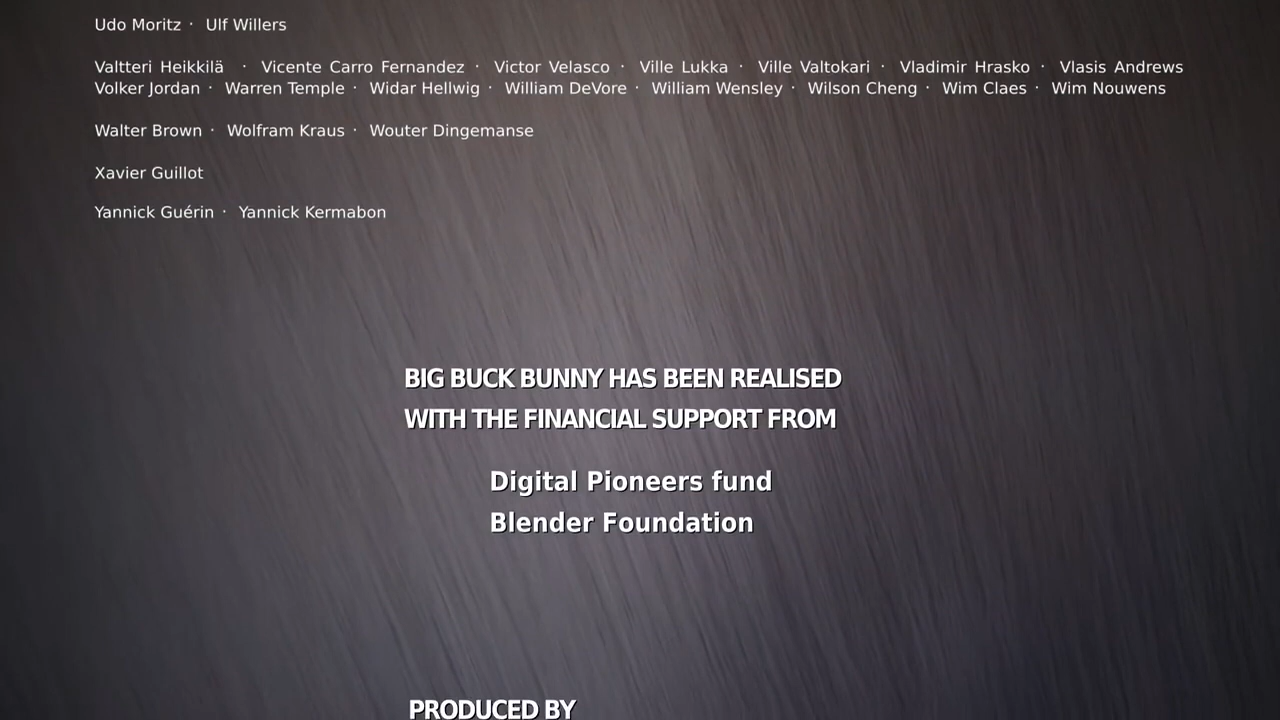 Udo Moritz · Ulf Willers
Valtteri Heikkilä · Vicente Carro Fernandez · Victor Velasco · Ville Lukka · Ville Valtokari · Vladimir Hrasko · Vlasis Andrews
Volker Jordan · Warren Temple · Widar Hellwig · William DeVore · William Wensley · Wilson Cheng · Wim Claes · Wim Nouwens
Walter Brown · Wolfram Kraus · Wouter Dingemanse
Xavier Guillot
Yannick Guérin · Yannick Kermabon
BIG BUCK BUNNY HAS BEEN REALISED
WITH THE FINANCIAL SUPPORT FROM
Digital Pioneers fund
Blender Foundation
PRODUCED BY